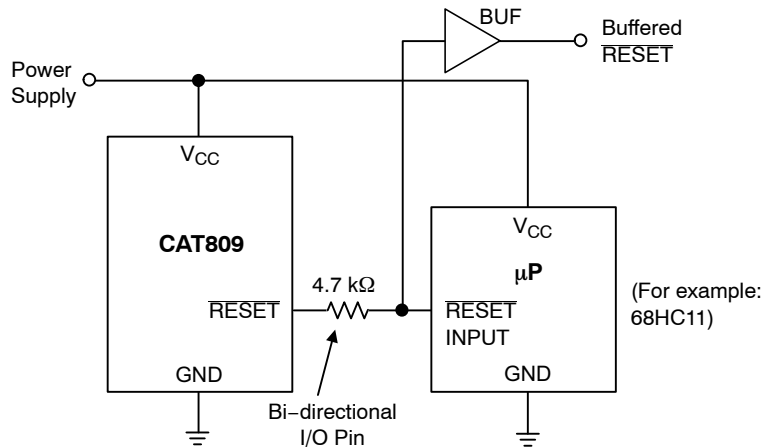 BUF
Buffered
RESET
Power
Supply
VCC
CAT809
RESET
GND
4.7 kΩ
Bi−directional
I/O Pin
VCC
μP
RESET
INPUT
GND
(For example:
68HC11)